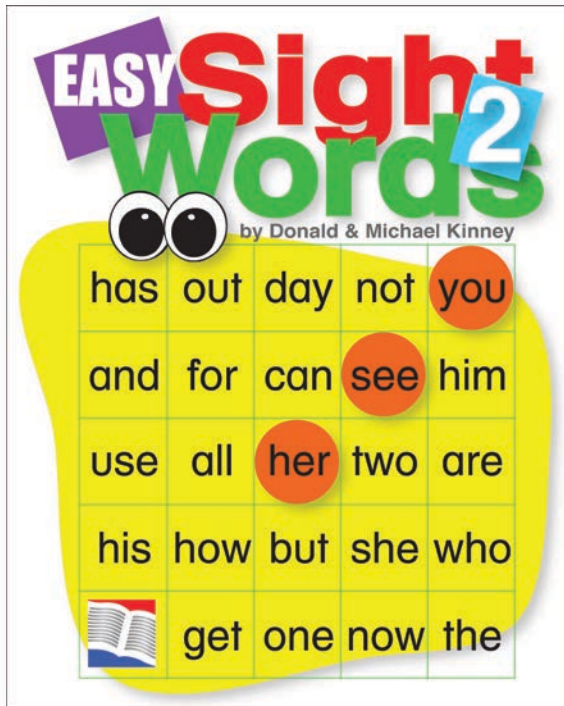 EASY Sight
Words 2
by Donald & Michael Kinney
has out day not you
and for can see him
use all her two are
his how but she who
get one now the